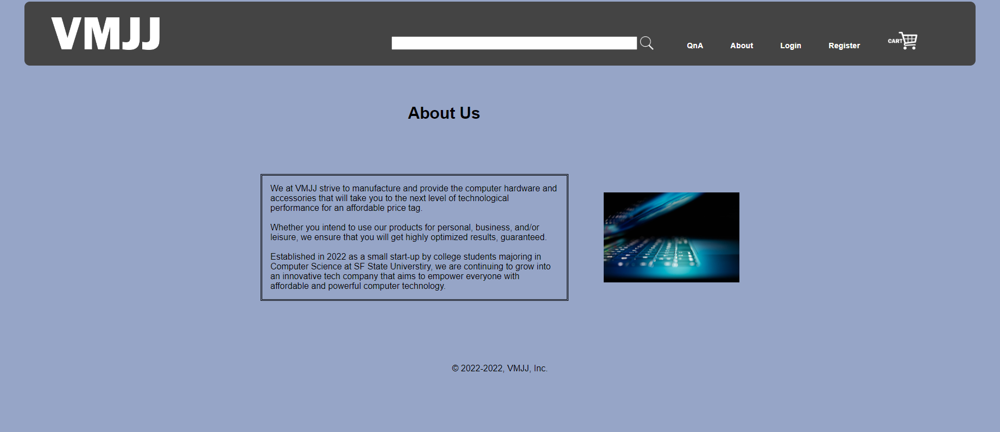 VMJJ
QnA About Login Register CART
About Us
We at VMJJ strive to manufacture and provide the computer hardware and
accessories that will take you to the next level of technological
performance for an affordable price tag.
Whether you intend to use our products for personal, business, and/or
leisure, we ensure that you will get highly optimized results, guaranteed.
Established in 2022 as a small start-up by college students majoring in
Computer Science at SF State Universtiry, we are continuing to grow into
an innovative tech company that aims to empower everyone with
affordable and powerful computer technology.
© 2022-2022, VMJJ, Inc.